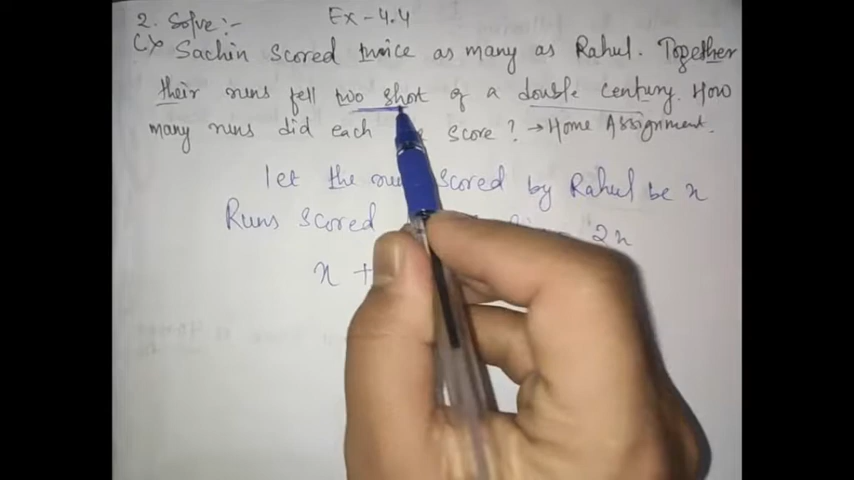 2. Solve :- Ex - 4.4
C> Sachin Scored twice as many as Rahul. Together
their runs fell two short of a double century. How
many runs did each score? → Home Assignment.
let the scored by Rahul be x
Runs Scored 2x
x +